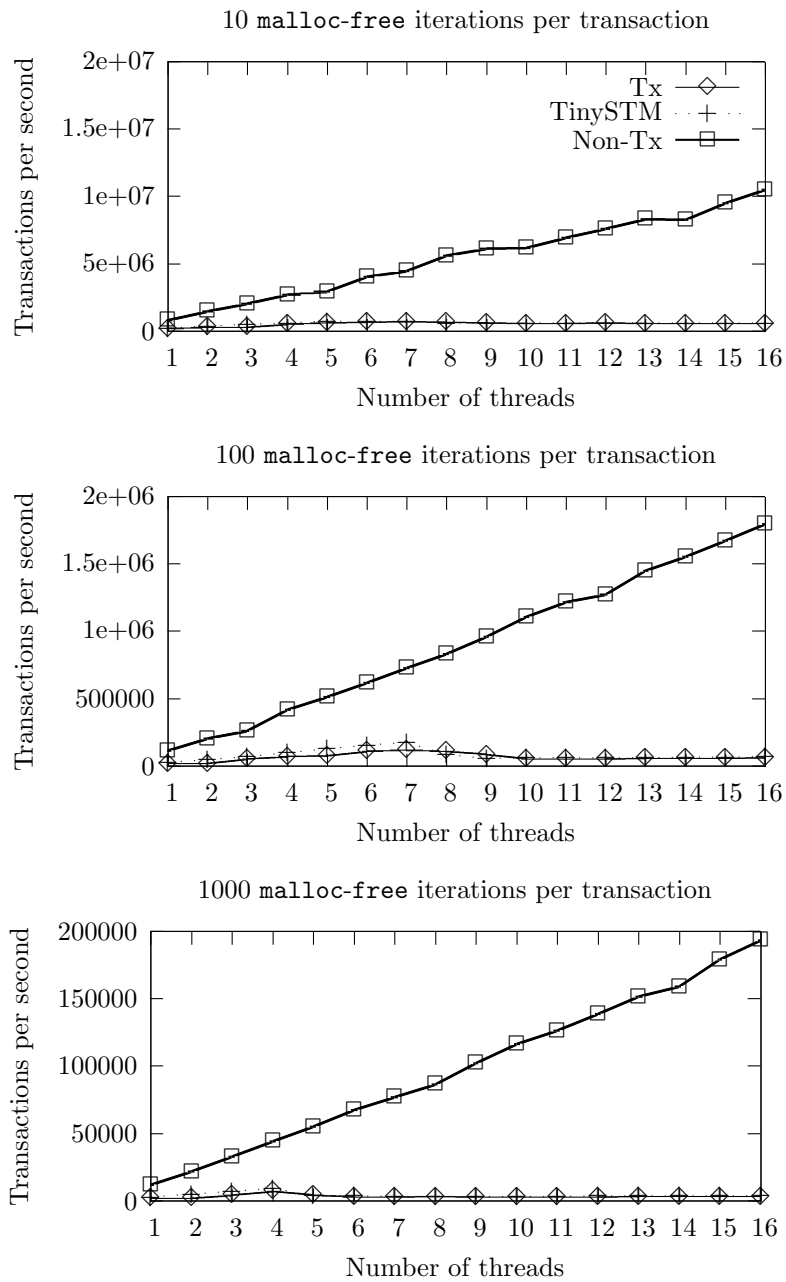 10 malloc-free iterations per transaction
Transactions per second
2e+07
1.5e+07
1e+07
5e+06
0
Tx
TinySTM
Non-Tx
1 2 3 4 5 6 7 8 9 10 11 12 13 14 15 16
Number of threads
100 malloc-free iterations per transaction
Transactions per second
2e+06
1.5e+06
1e+06
500000
0
1 2 3 4 5 6 7 8 9 10 11 12 13 14 15 16
Number of threads
1000 malloc-free iterations per transaction
Transactions per second
200000
150000
100000
50000
0
1 2 3 4 5 6 7 8 9 10 11 12 13 14 15 16
Number of threads